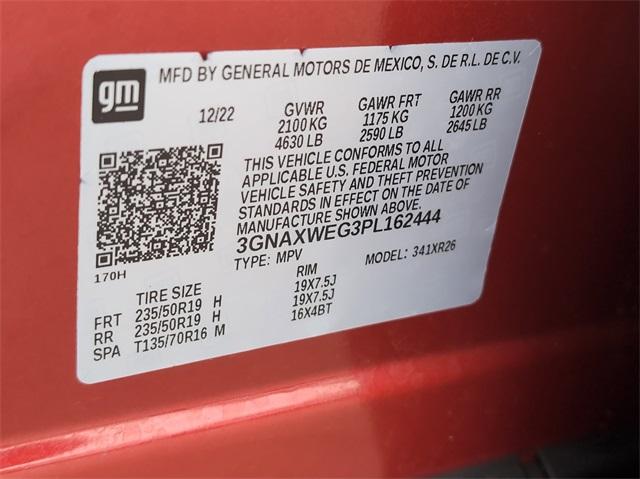 gm
MFD BY GENERAL MOTORS DE MEXICO, S. DE R.L. DE C.V.
12/22 GVWR GAWR FRT GAWR RR
2100 KG 1175 KG 1200 KG
4630 LB 2590 LB 2645 LB
THIS VEHICLE CONFORMS TO ALL
APPLICABLE U.S. FEDERAL MOTOR
VEHICLE SAFETY AND THEFT PREVENTION
STANDARDS IN EFFECT ON THE DATE OF
MANUFACTURE SHOWN ABOVE.
3GNAXWEG3PL162444
TYPE: MPV MODEL: 341XR26
170H
TIRE SIZE RIM
FRT 235/50R19 H 19X7.5J
RR 235/50R19 H 19X7.5J
SPA T135/70R16 M 16X4BT